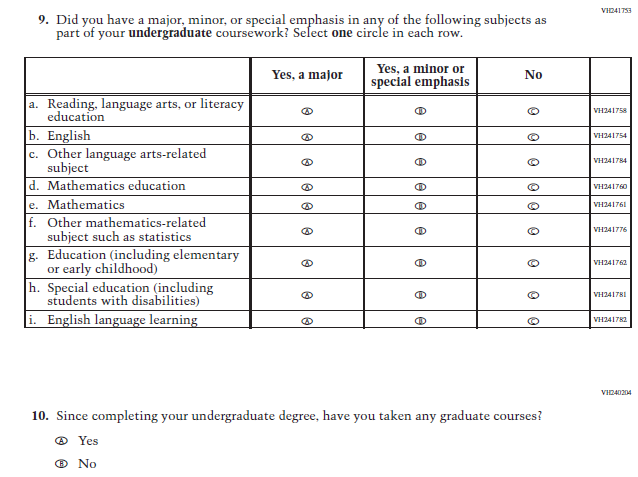 VH241753
9. Did you have a major, minor, or special emphasis in any of the following subjects as
part of your undergraduate coursework? Select one circle in each row.
Yes, a major
Yes, a minor or
special emphasis
No
a. Reading, language arts, or literacy
education
A B C VH241758
b. English A B C VH241754
c. Other language arts-related
subject
A B C VH241784
d. Mathematics education A B C VH241760
e. Mathematics A B C VH241761
f. Other mathematics-related
subject such as statistics
A B C VH241776
g. Education (including elementary
or early childhood)
A B C VH241762
h. Special education (including
students with disabilities)
A B C VH241781
i. English language learning A B C VH241782
VH240204
10. Since completing your undergraduate degree, have you taken any graduate courses?
A Yes
B No